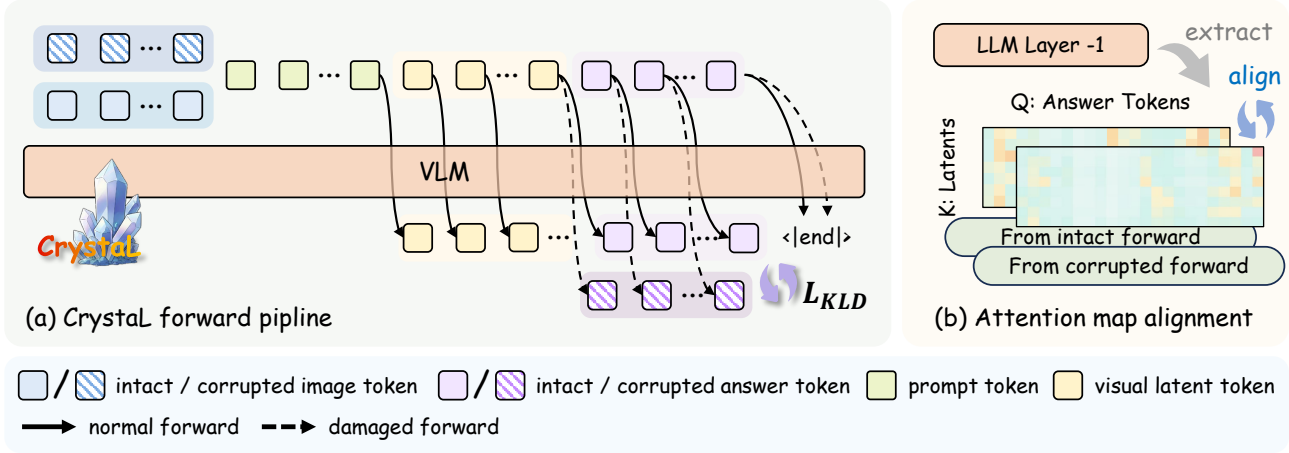 VLM
CrystaL
<|end|>
L_KLD
(a) CrystaL forward pipline
LLM Layer -1
extract
align
Q: Answer Tokens
K: Latents
From intact forward
From corrupted forward
(b) Attention map alignment
/ intact / corrupted image token / intact / corrupted answer token prompt token visual latent token
normal forward damaged forward